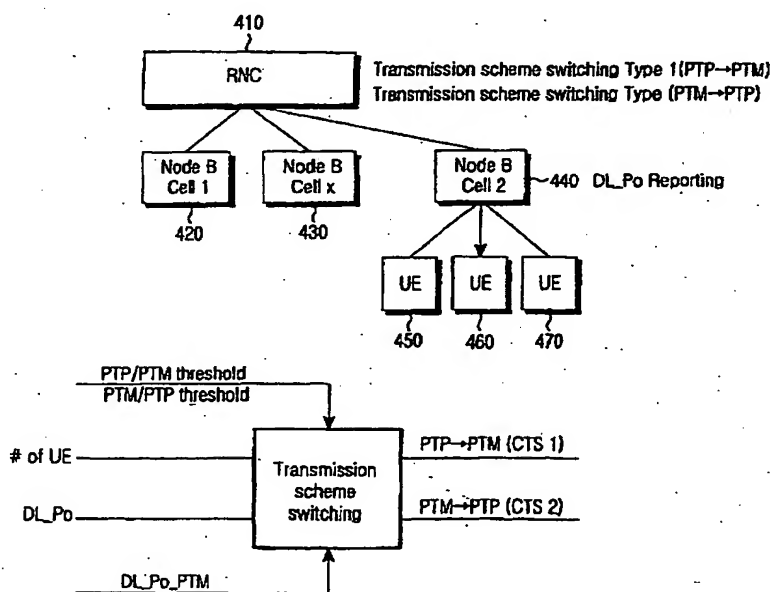 410
RNC
Transmission scheme switching Type 1(PTP→PTM)
Transmission scheme switching Type (PTM→PTP)
Node B
Cell 1
Node B
Cell x
Node B
Cell 2
440 DL_Po Reporting
420
430
UE
UE
UE
450
460
470
PTP/PTM threshold
PTM/PTP threshold
# of UE
DL_Po
Transmission
scheme
switching
PTP→PTM (CTS 1)
PTM→PTP (CTS 2)
DL_Po_PTM